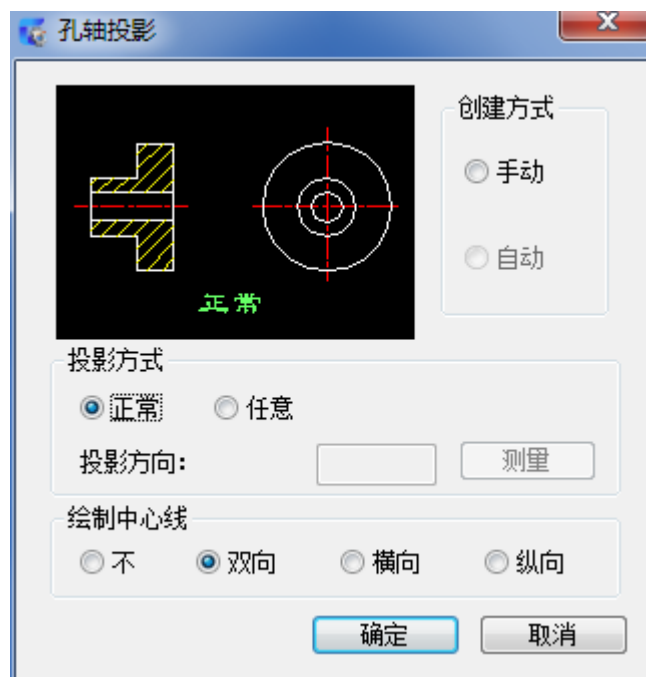 孔轴投影
创建方式
手动
自动
正常
投影方式
正常 任意
投影方向: 测量
绘制中心线
不 双向 横向 纵向
确定 取消